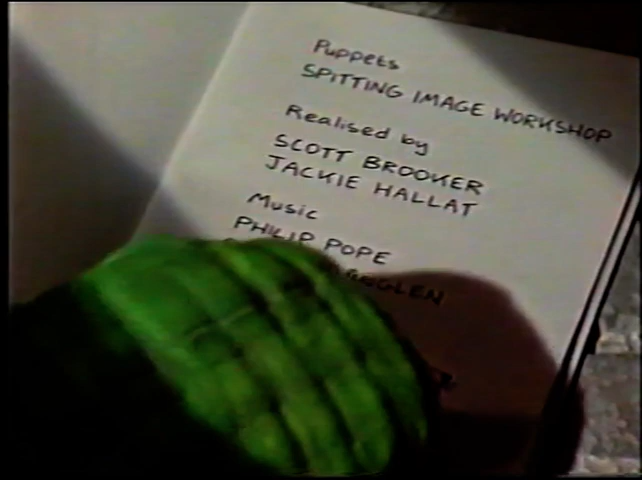 Puppets
SPITTING IMAGE WORKSHOP
Realised by
SCOTT BROOKER
JACKIE HALLAT
Music
PHILIP POPE